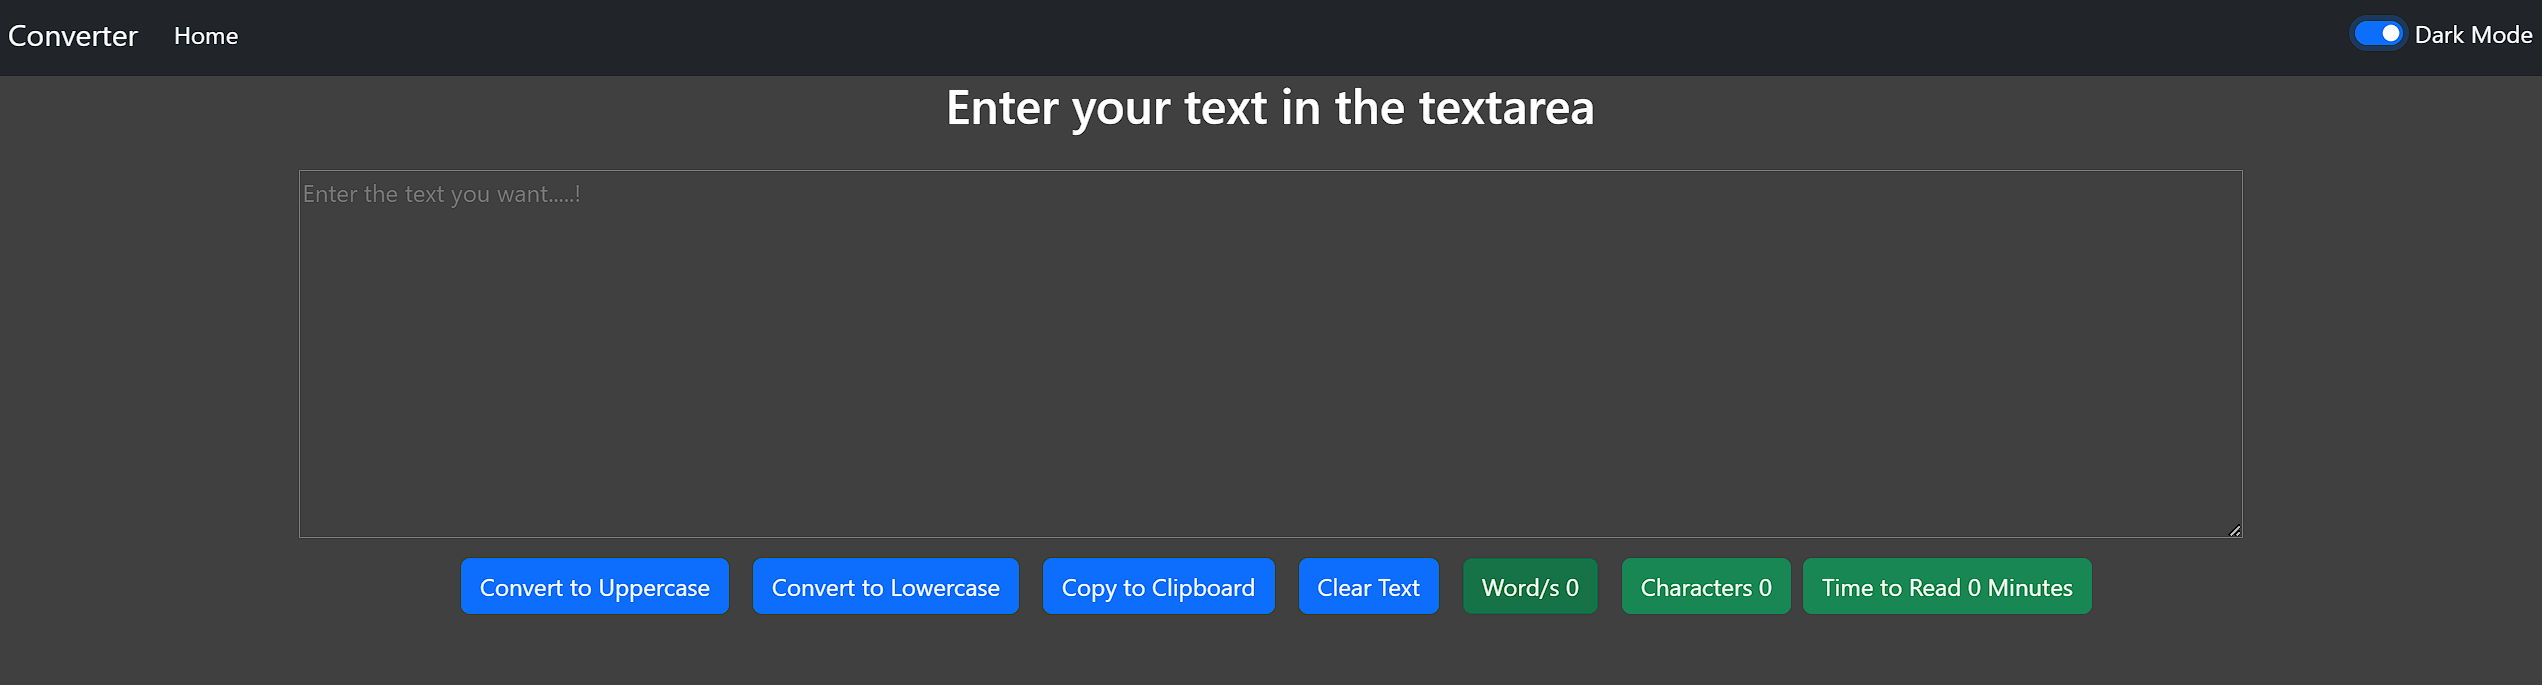 Converter Home Dark Mode
Enter your text in the textarea
Enter the text you want.....!
Convert to Uppercase Convert to Lowercase Copy to Clipboard Clear Text Word/s 0 Characters 0 Time to Read 0 Minutes